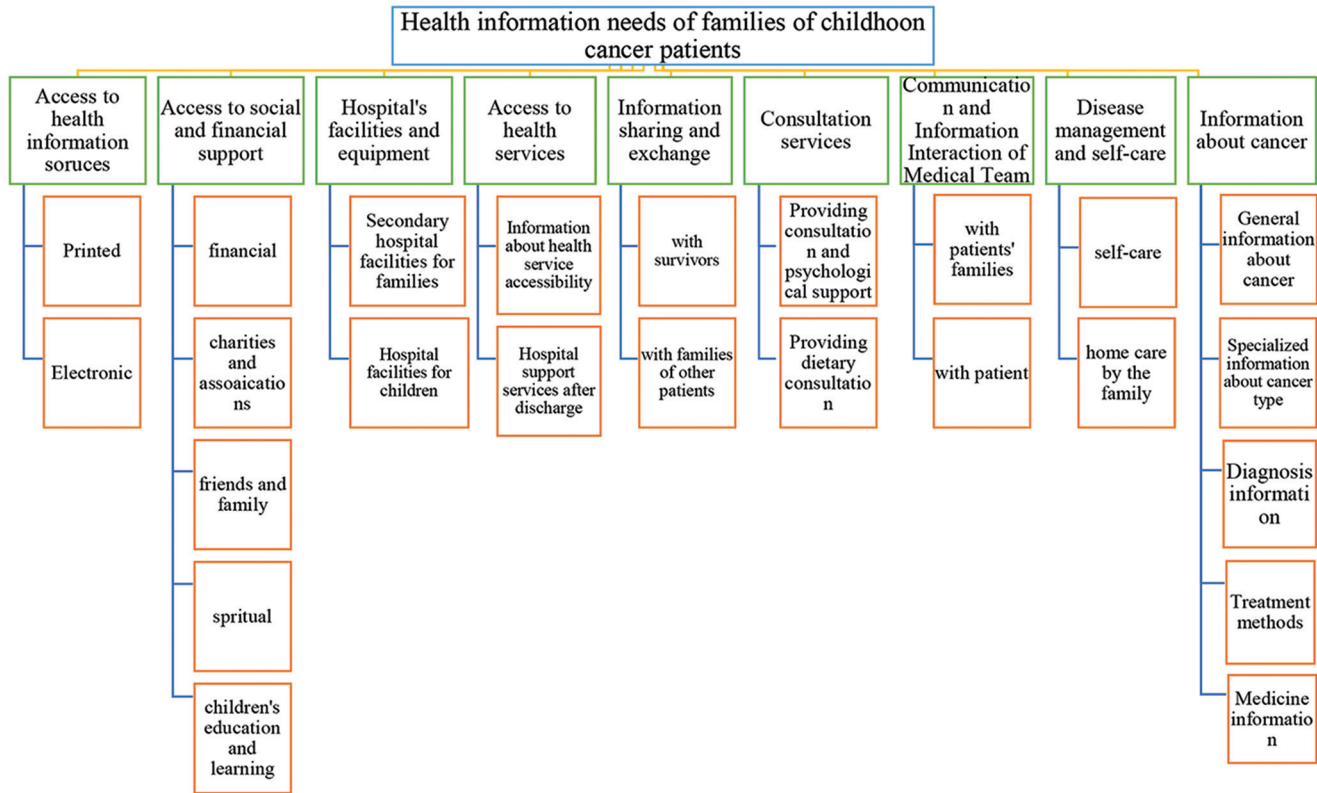 Health information needs of families of childhoon
cancer patients
Access to
health
information
soruces
Printed
Electronic
Access to social
and financial
support
financial
charities
and
assoaicatio
ns
friends and
family
spritual
children's
education
and
learning
Hospital's
facilities and
equipment
Secondary
hospital
facilities for
families
Hospital
facilities for
children
Access to
health
services
Information
about health
service
accessibility
Hospital
support
services after
discharge
Information
sharing and
exchange
with
survivors
with families
of other
patients
Consultation
services
Providing
consultatio
n and
psychologi
cal support
Providing
dietary
consultatio
n
Communicatio
n and
Information
Interaction of
Medical Team
with
patients'
families
with patient
Disease
management
and self-care
self-care
home care
by the
family
Information
about cancer
General
information
about
cancer
Specialized
information
about cancer
type
Diagnosis
informati
on
Treatment
methods
Medicine
informatio
n